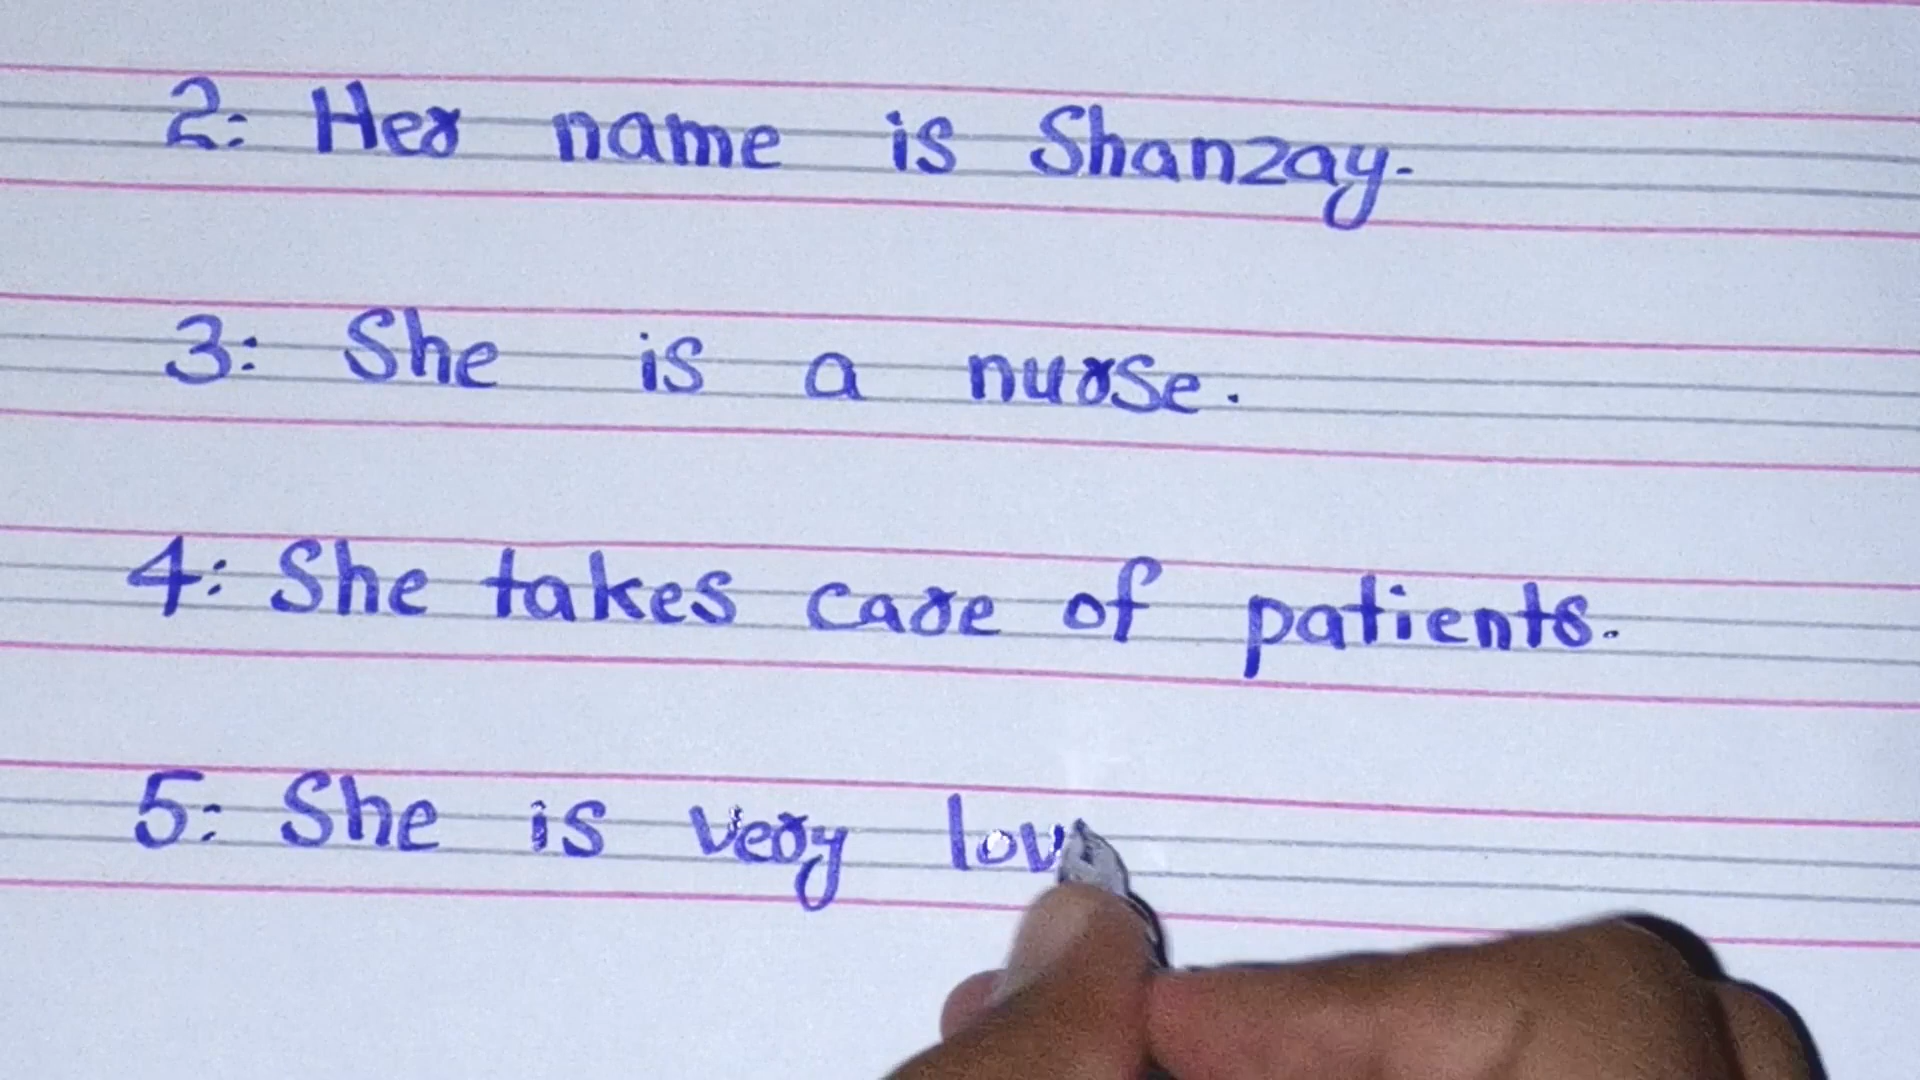 2: Her name is Shanzay.
3: She is a nurse.
4: She takes care of patients.
5: She is very lov